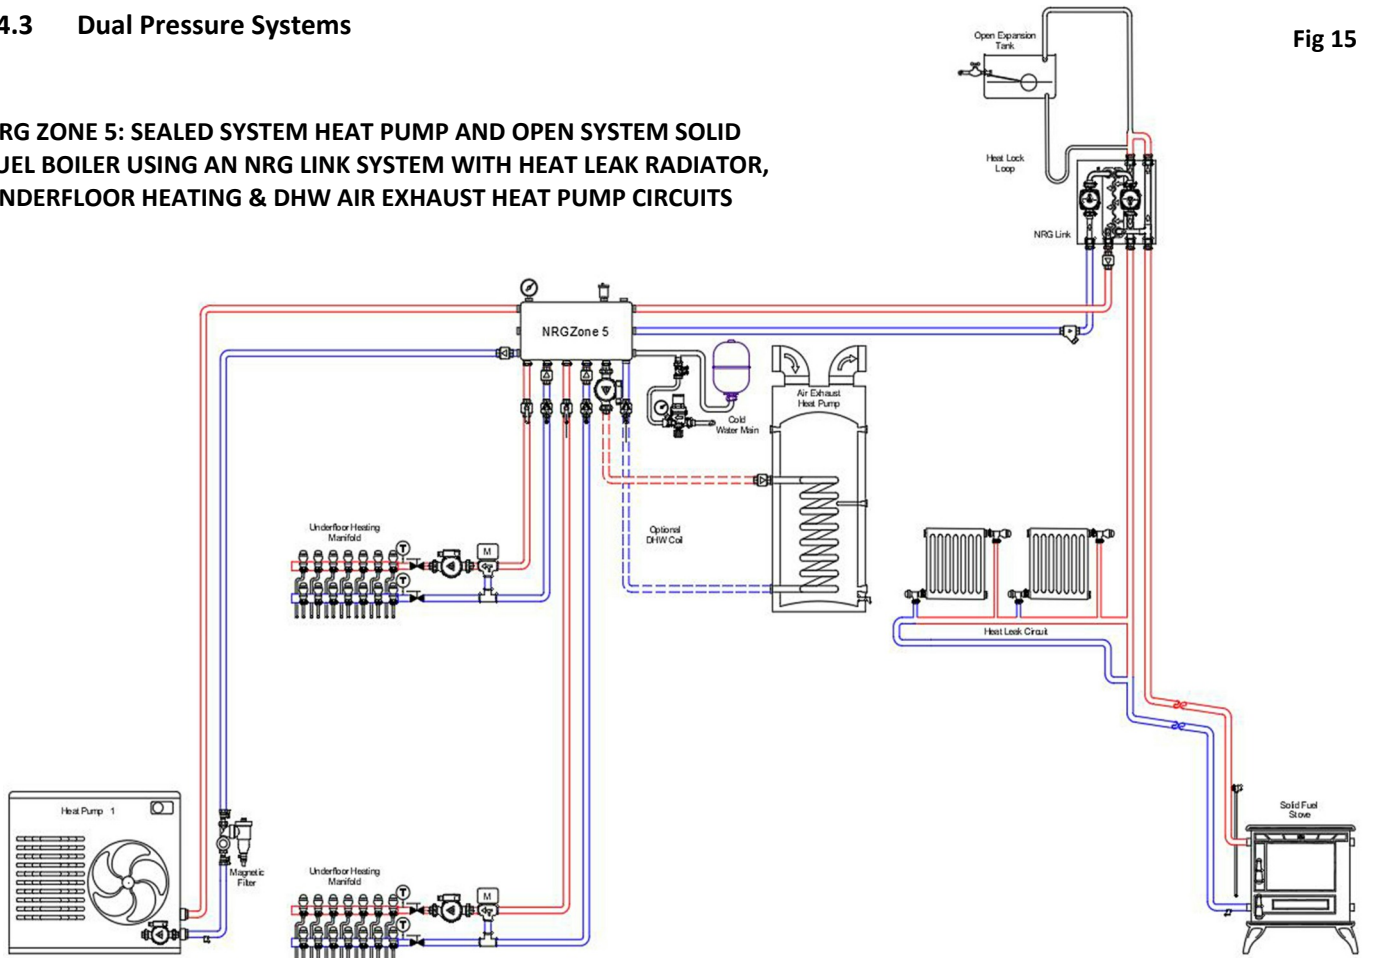 4.3 Dual Pressure Systems
Fig 15
RG ZONE 5: SEALED SYSTEM HEAT PUMP AND OPEN SYSTEM SOLID
UEL BOILER USING AN NRG LINK SYSTEM WITH HEAT LEAK RADIATOR,
NDERFLOOR HEATING & DHW AIR EXHAUST HEAT PUMP CIRCUITS
Open Expansion
Tank
Heat Lock
Loop
NRG Link
NRGZone 5
Air Exhaust
Heat Pump
Cold
Water Main
Underfloor Heating
Manifold
T
M
T
Optional
DHW Coil
Heat Leak Circuit
Heat Pump 1
Magnetic
Filter
Underfloor Heating
Manifold
T
M
T
Solid Fuel
Stove